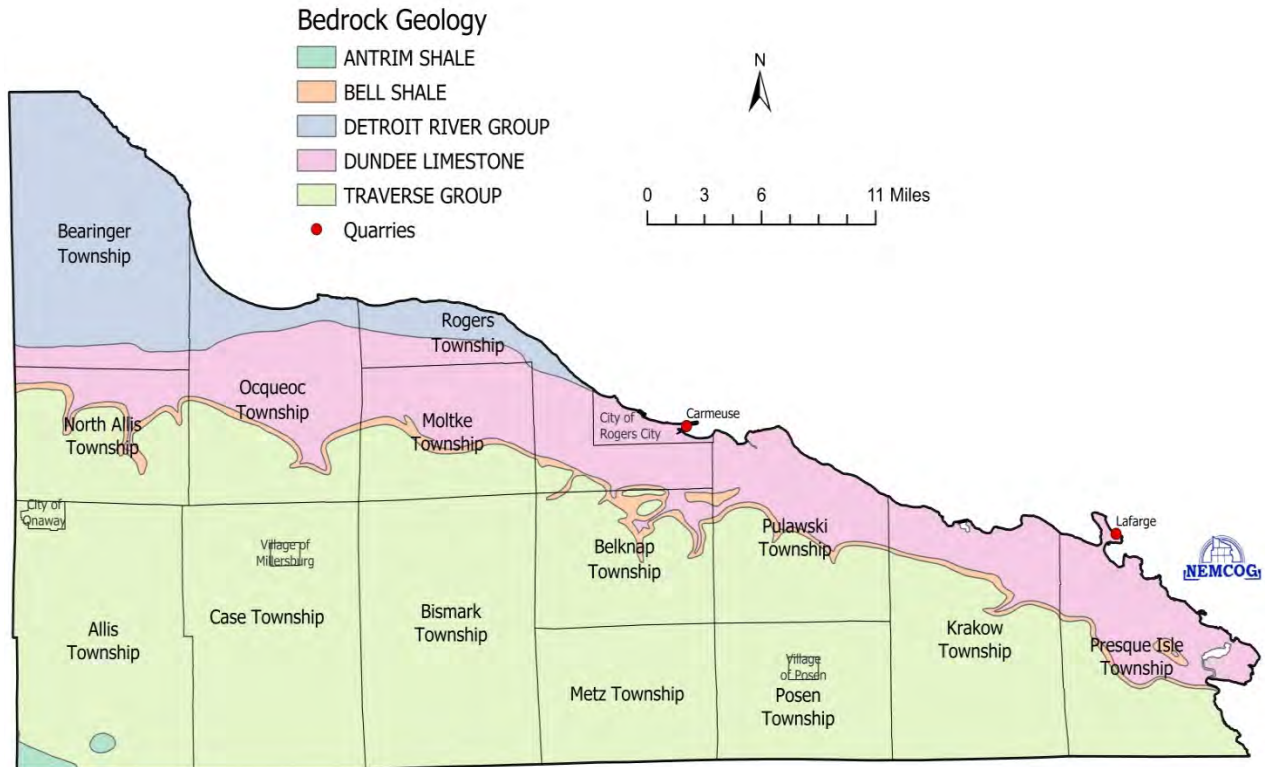 Bedrock Geology
ANTRIM SHALE
BELL SHALE
DETROIT RIVER GROUP
DUNDEE LIMESTONE
TRAVERSE GROUP
Quarries
N
0 3 6 11 Miles
Bearinger
Township
Rogers
Township
Ocqueoc
Township
North Allis
Township
Moltke
Township
City of
Rogers City
Carmeuse
City of
Onaway
Village of
Millersburg
Belknap
Township
Pulawski
Township
Lafarge
NEMCOG
Allis
Township
Case Township
Bismark
Township
Krakow
Township
Presque Isle
Township
Metz Township
Village
of Posen
Posen
Township